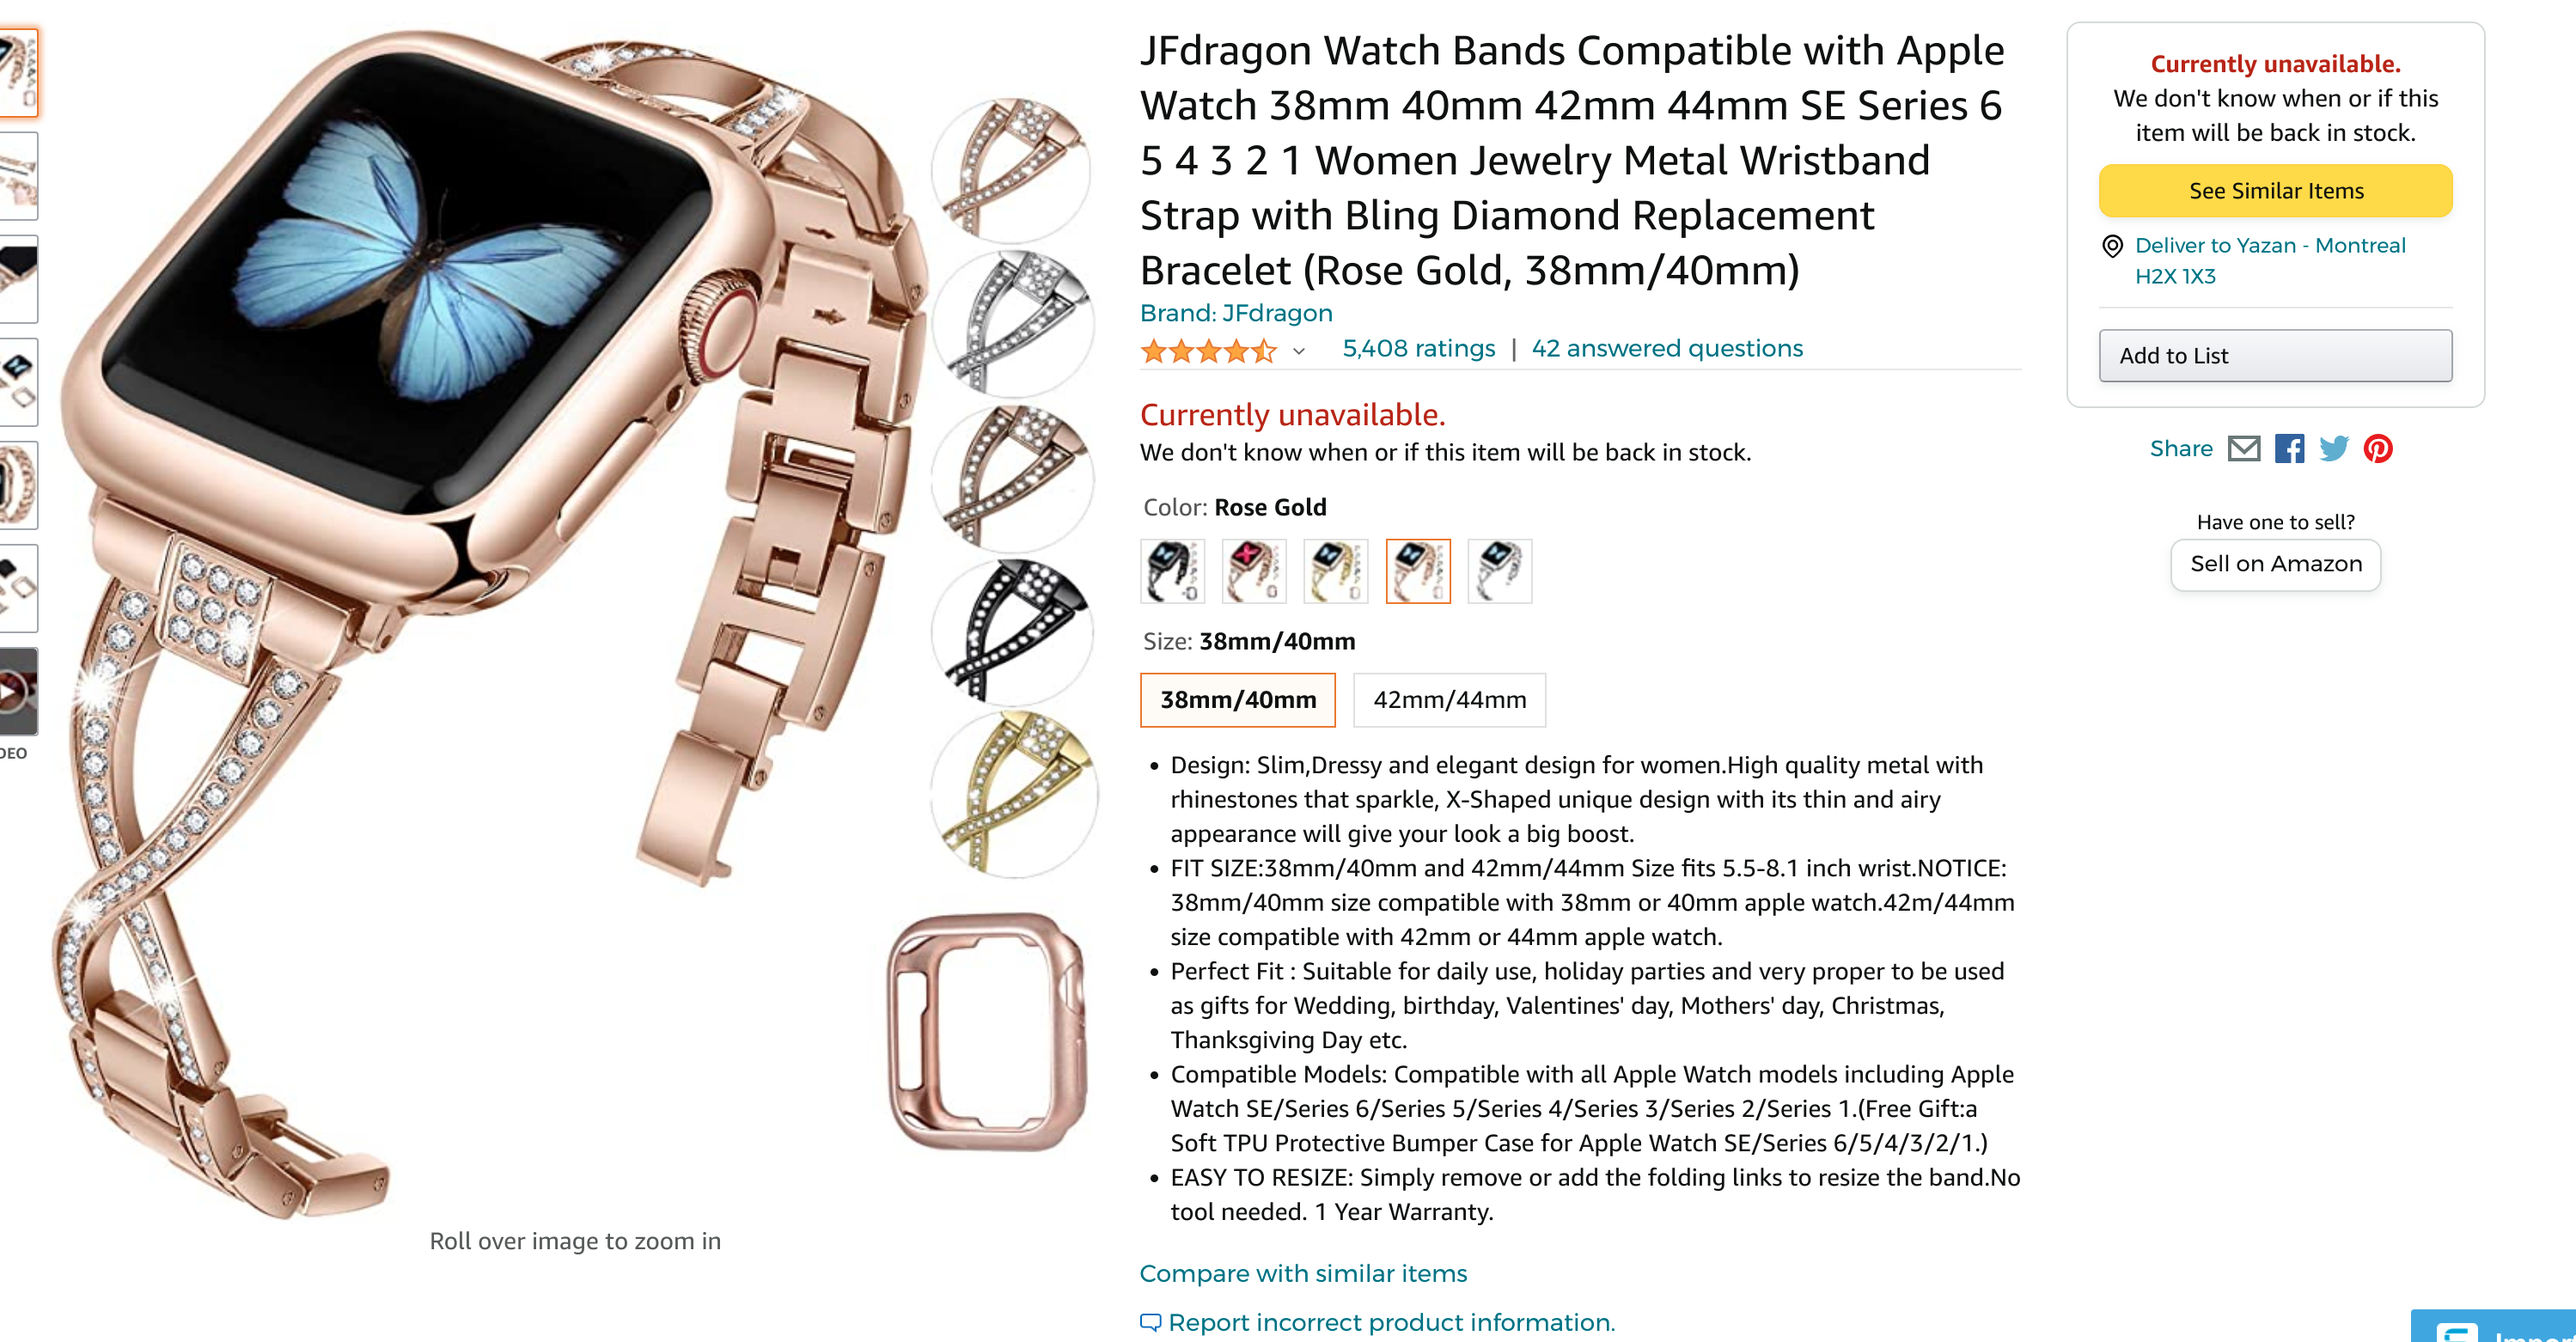 JFdragon Watch Bands Compatible with Apple
Watch 38mm 40mm 42mm 44mm SE Series 6
5 4 3 2 1 Women Jewelry Metal Wristband
Strap with Bling Diamond Replacement
Bracelet (Rose Gold, 38mm/40mm)
Brand: JFdragon
5,408 ratings | 42 answered questions
Currently unavailable.
We don't know when or if this item will be back in stock.
Color: Rose Gold
Size: 38mm/40mm
38mm/40mm 42mm/44mm
• Design: Slim,Dressy and elegant design for women.High quality metal with
rhinestones that sparkle, X-Shaped unique design with its thin and airy
appearance will give your look a big boost.
• FIT SIZE:38mm/40mm and 42mm/44mm Size fits 5.5-8.1 inch wrist.NOTICE:
38mm/40mm size compatible with 38mm or 40mm apple watch.42m/44mm
size compatible with 42mm or 44mm apple watch.
• Perfect Fit : Suitable for daily use, holiday parties and very proper to be used
as gifts for Wedding, birthday, Valentines' day, Mothers' day, Christmas,
Thanksgiving Day etc.
• Compatible Models: Compatible with all Apple Watch models including Apple
Watch SE/Series 6/Series 5/Series 4/Series 3/Series 2/Series 1.(Free Gift:a
Soft TPU Protective Bumper Case for Apple Watch SE/Series 6/5/4/3/2/1.)
• EASY TO RESIZE: Simply remove or add the folding links to resize the band.No
tool needed. 1 Year Warranty.
Compare with similar items
Report incorrect product information.
Roll over image to zoom in
Currently unavailable.
We don't know when or if this
item will be back in stock.
See Similar Items
Deliver to Yazan - Montreal
H2X 1X3
Add to List
Share
Have one to sell?
Sell on Amazon